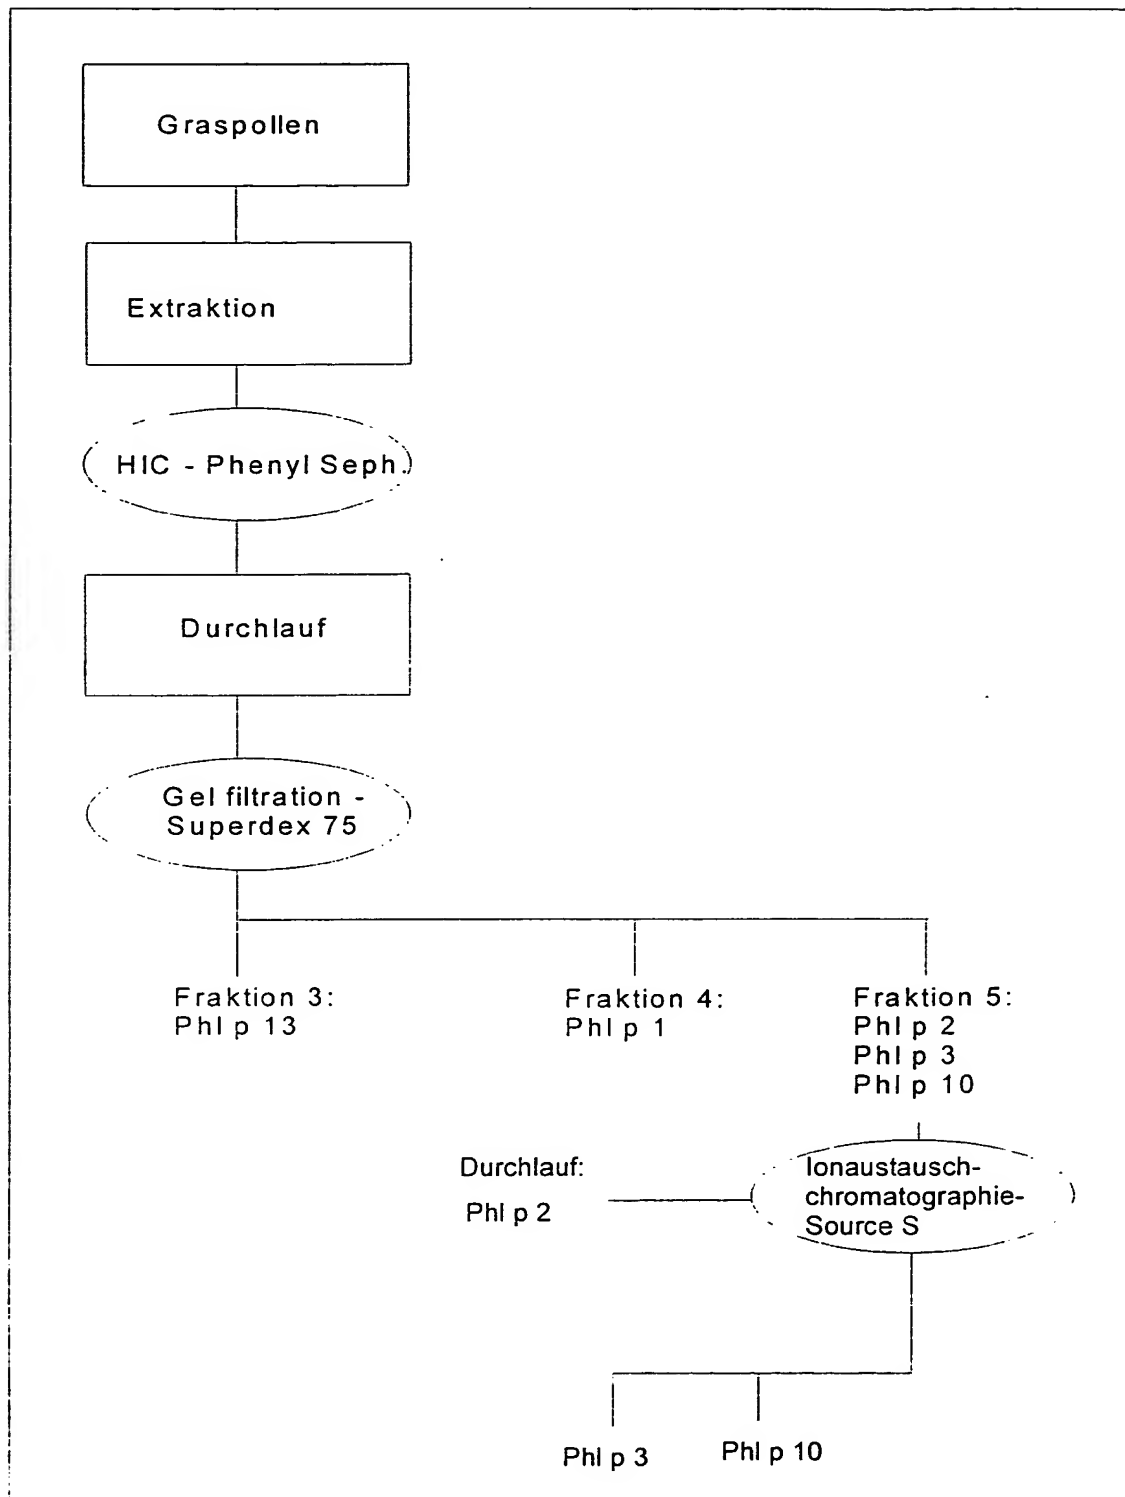 Graspollen
Extraktion
HIC - Phenyl Seph.
Durchlauf
Gel filtration -
Superdex 75
Fraktion 3:
Phl p 13
Fraktion 4:
Phl p 1
Fraktion 5:
Phl p 2
Phl p 3
Phl p 10
Durchlauf:
Phl p 2
Ionaustausch-
chromatographie-
Source S
Phl p 3
Phl p 10